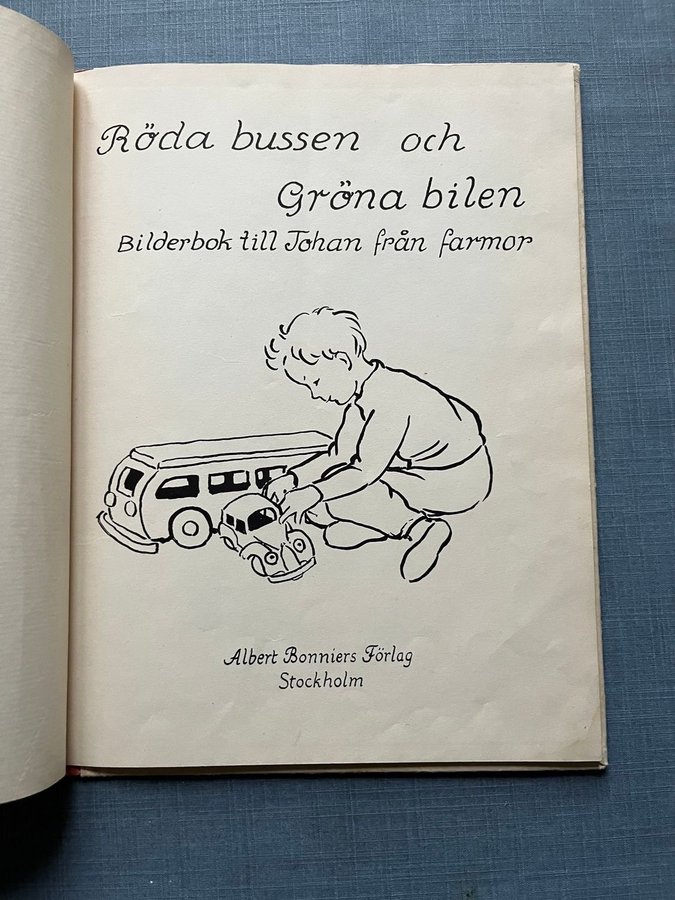 Röda bussen och
Gröna bilen
Bilderbok till Johan från farmor
Albert Bonniers Förlag
Stockholm